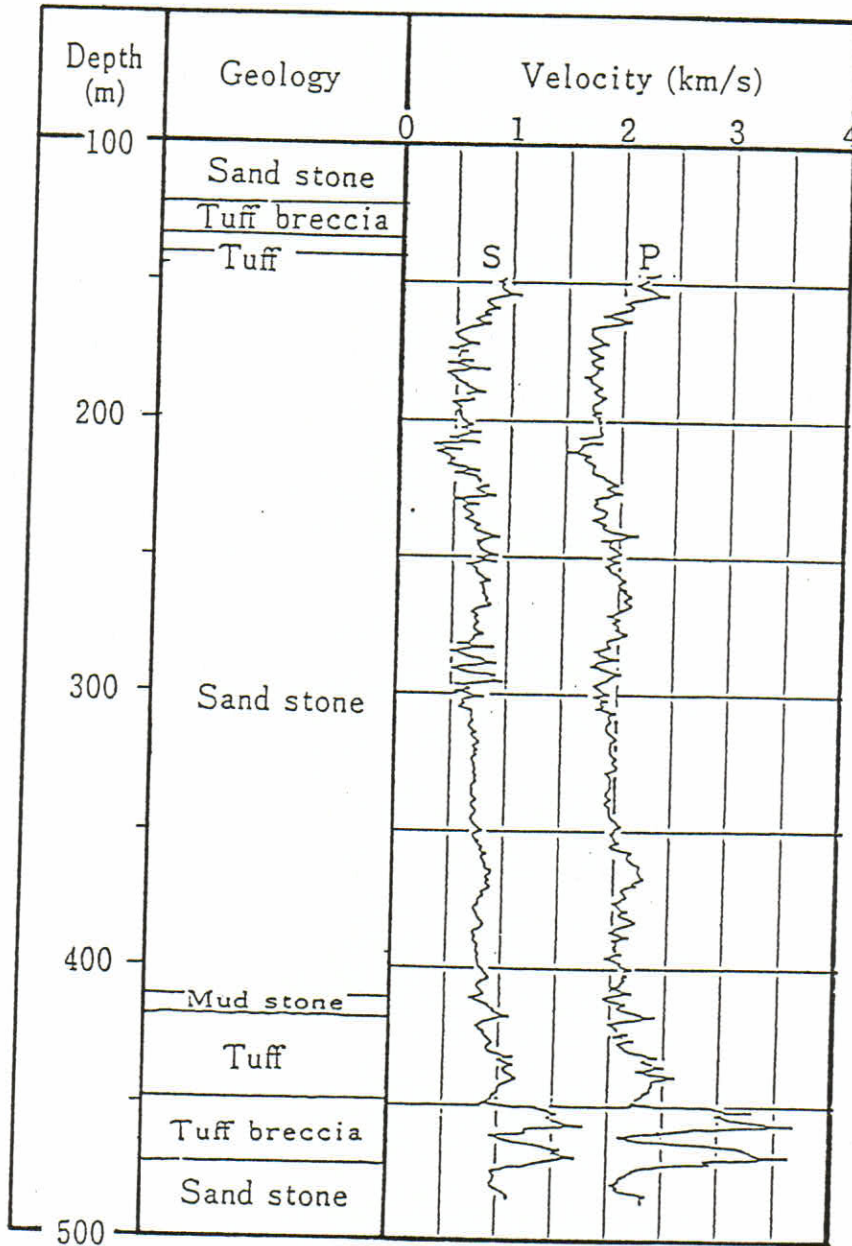 Depth
(m)
Geology
Velocity (km/s)
0 1 2 3 4
100
Sand stone
Tuff breccia
Tuff
S P
200
300
Sand stone
400
Mud stone
Tuff
Tuff breccia
Sand stone
500